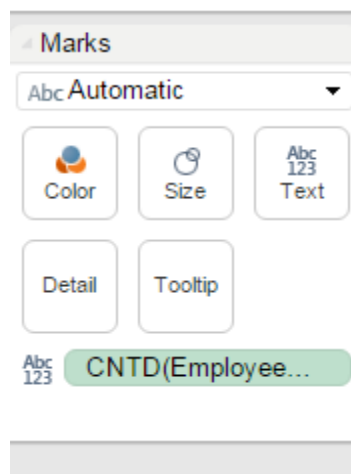 Marks
Abc Automatic
Color
Size
Abc
123
Text
Detail
Tooltip
Abc
123
CNTD(Employee...